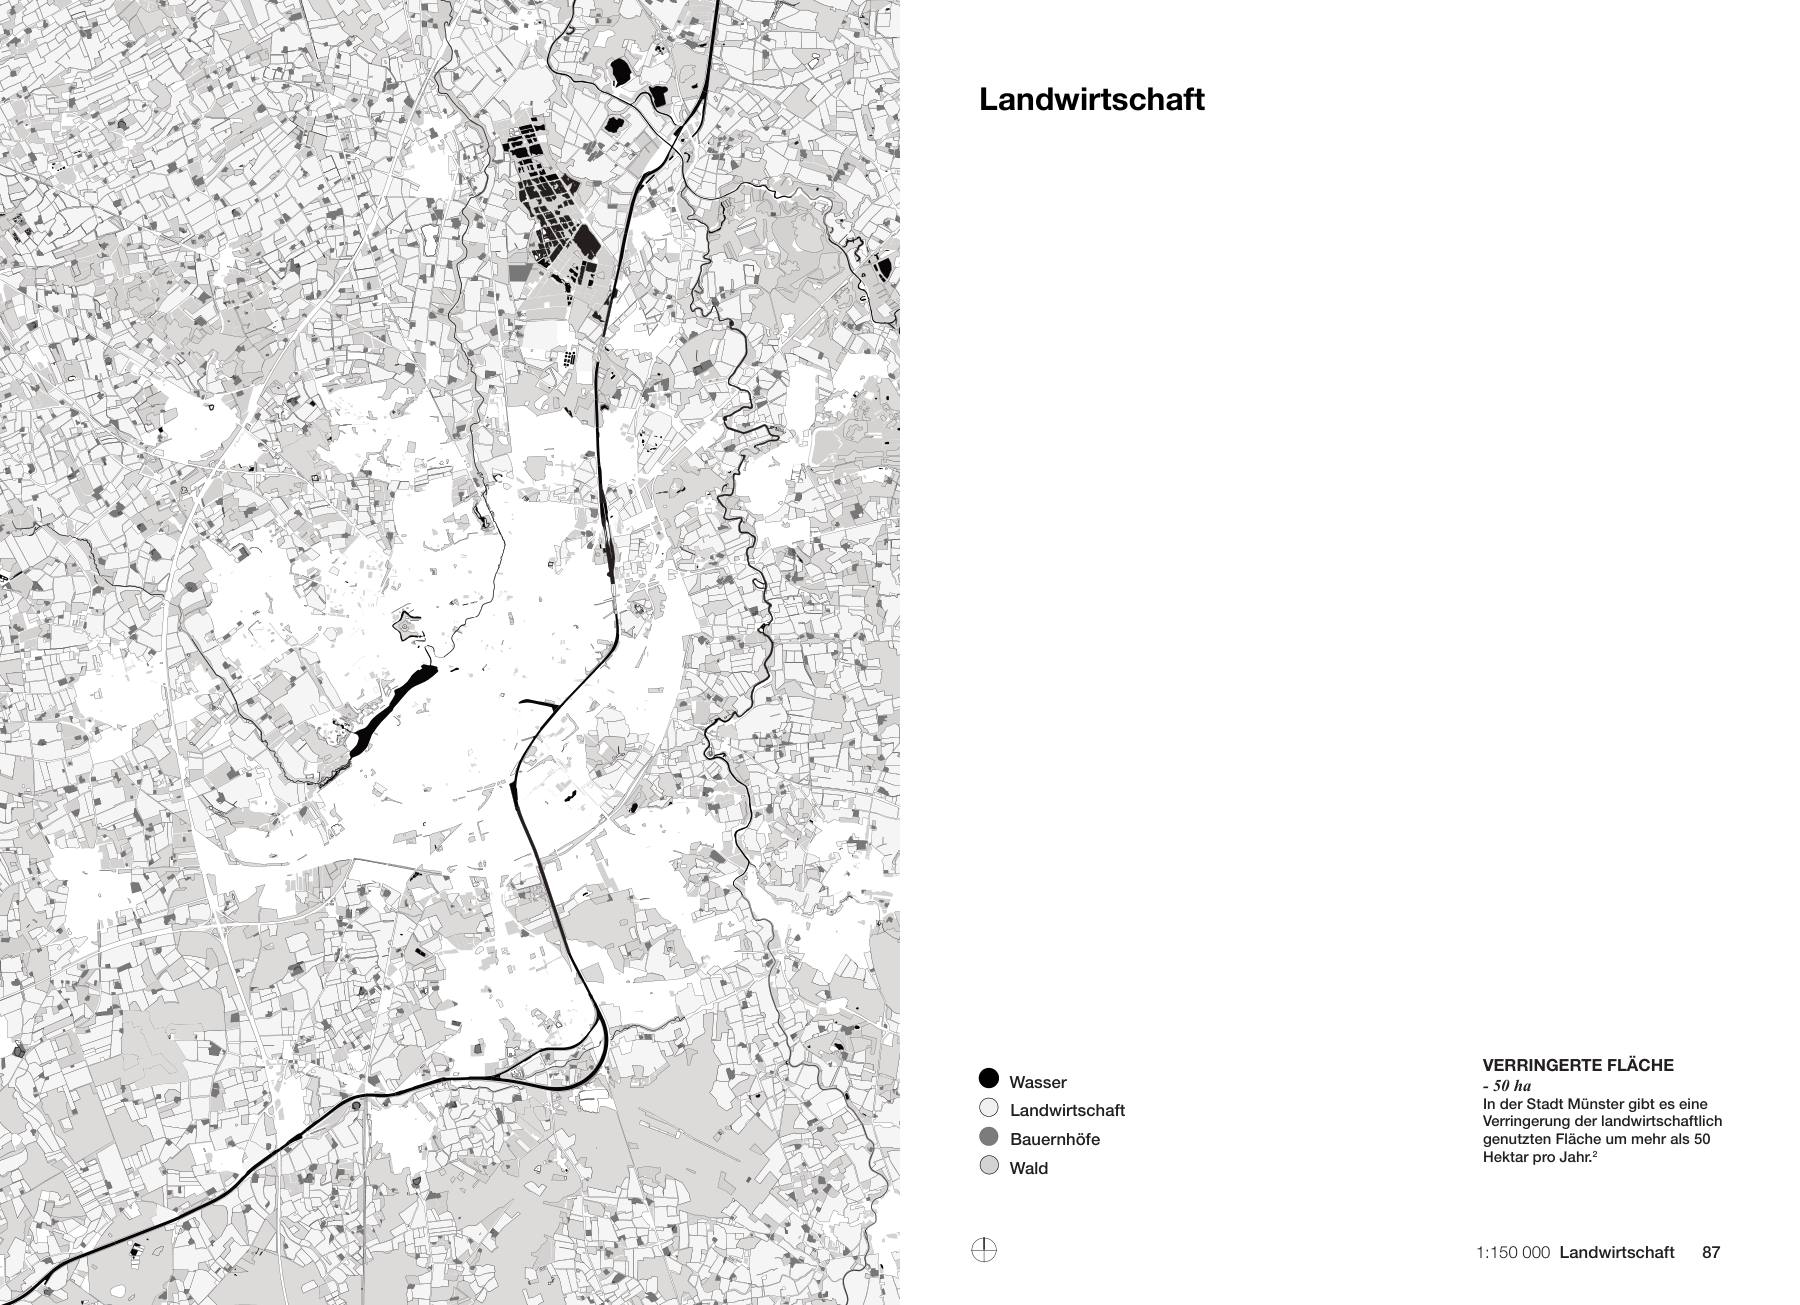 Landwirtschaft
Wasser
Landwirtschaft
Bauernhöfe
Wald
VERRINGERTE FLÄCHE
- 50 ha
In der Stadt Münster gibt es eine
Verringerung der landwirtschaftlich
genutzten Fläche um mehr als 50
Hektar pro Jahr.²
1:150 000 Landwirtschaft 87